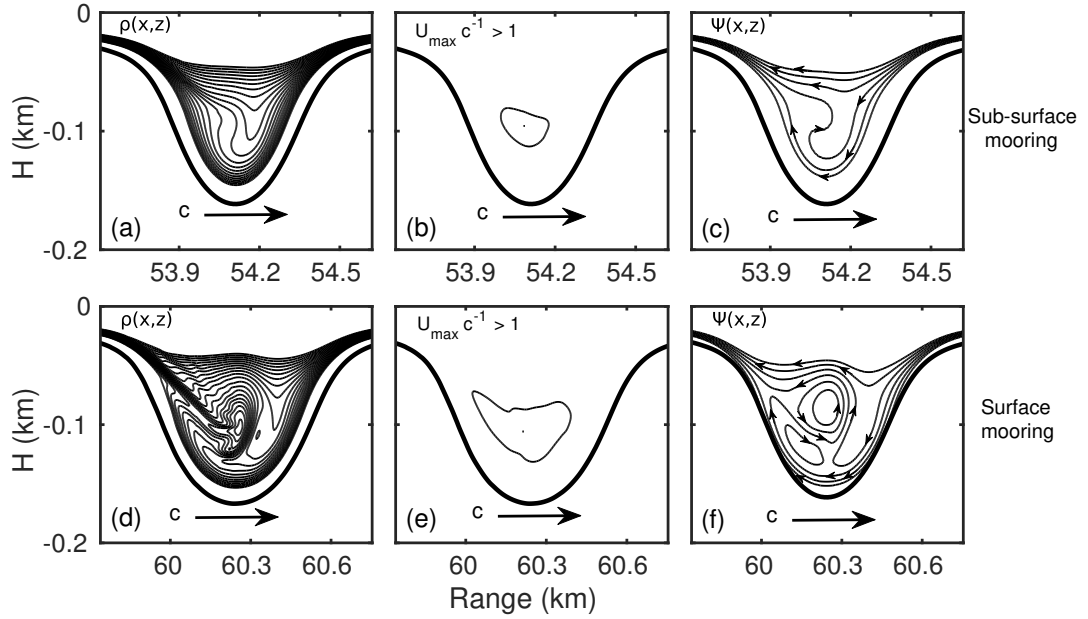 ρ(x,z)
U_max c^-1 > 1
Ψ(x,z)
0
-0.1
-0.2
H (km)
(a)
c
(b)
c
(c)
c
53.9 54.2 54.5
53.9 54.2 54.5
53.9 54.2 54.5
Sub-surface
mooring
ρ(x,z)
U_max c^-1 > 1
Ψ(x,z)
0
-0.1
-0.2
H (km)
(d)
c
(e)
c
(f)
c
60 60.3 60.6
60 60.3 60.6
60 60.3 60.6
Surface
mooring
Range (km)